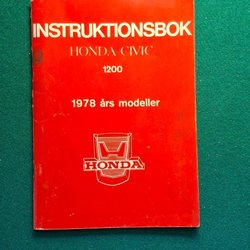 INSTRUKTIONSBOK
HONDA CIVIC
1200
1978 års modeller
HONDA